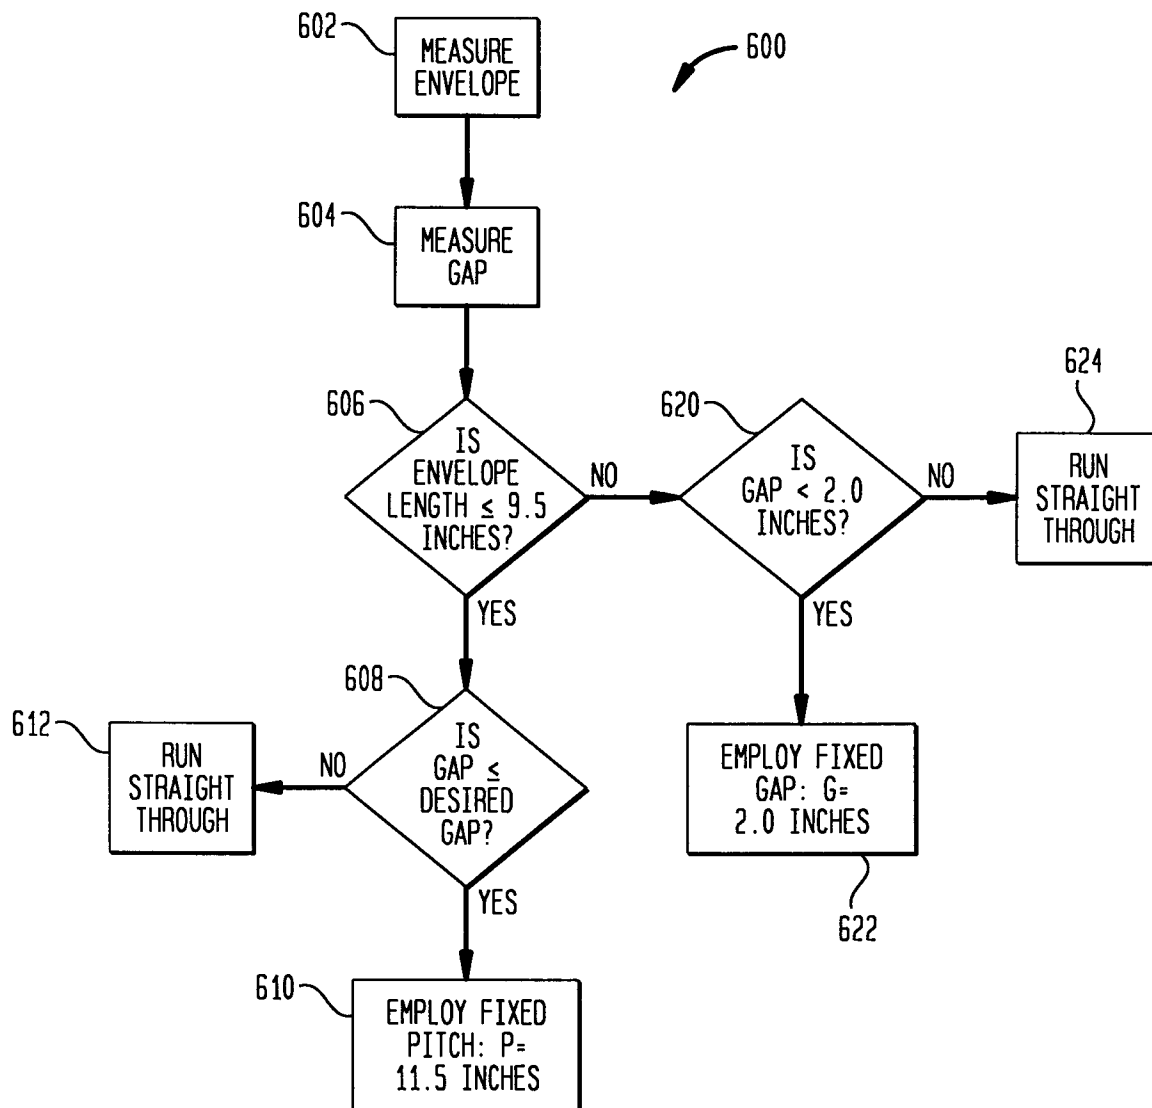 602
MEASURE
ENVELOPE
600
604
MEASURE
GAP
606
IS
ENVELOPE
LENGTH ≤ 9.5
INCHES?
NO
YES
620
IS
GAP < 2.0
INCHES?
NO
YES
624
RUN
STRAIGHT
THROUGH
608
IS
GAP ≤
DESIRED
GAP?
NO
YES
612
RUN
STRAIGHT
THROUGH
EMPLOY FIXED
GAP: G=
2.0 INCHES
622
610
EMPLOY FIXED
PITCH: P=
11.5 INCHES